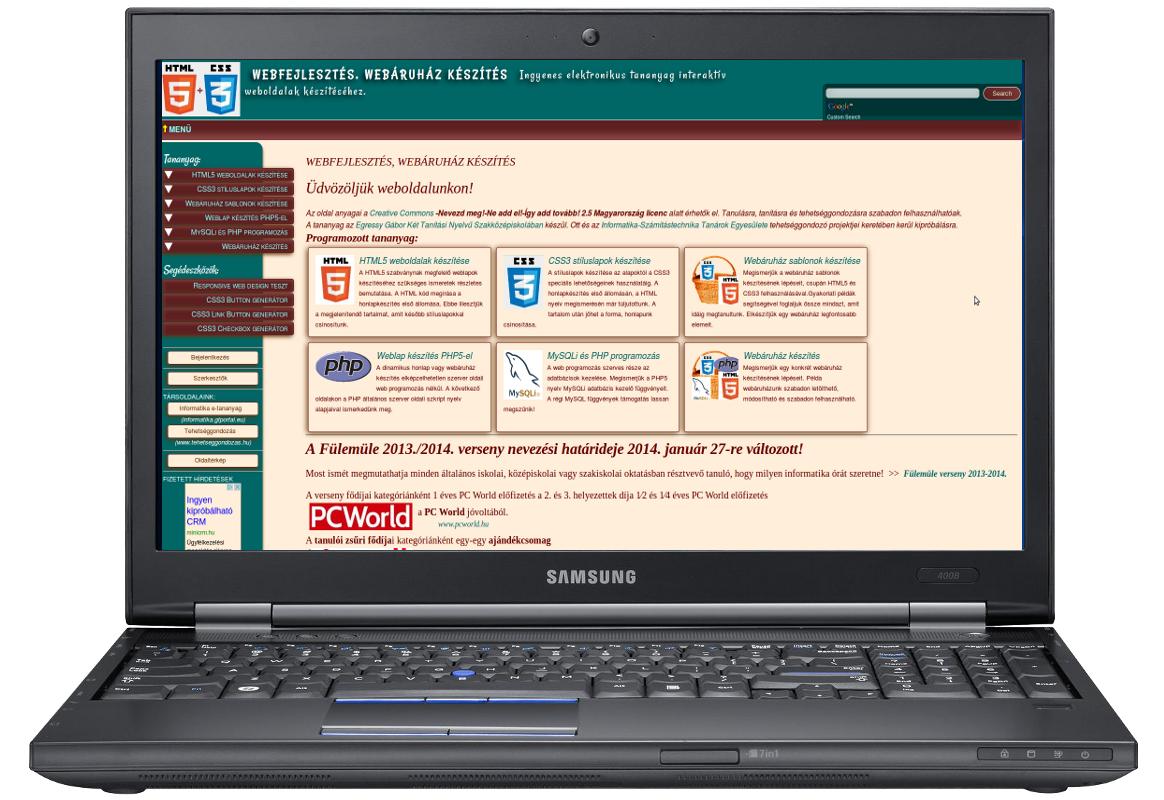 HTML CSS
5 + 3
WEBFEJLESZTÉS. WEBÁRUHÁZ KÉSZÍTÉS Ingyenes elektronikus tananyag interaktív
weboldalak készítéséhez.
Search
Google™
Custom Search
MENÜ
Tananyag:
HTML5 WEBOLDALAK KÉSZÍTÉSE
CSS3 STÍLUSLAPOK KÉSZÍTÉSE
WEBÁRUHÁZ SABLONOK KÉSZÍTÉSE
WEBLAP KÉSZÍTÉS PHP5-EL
MYSQLI ÉS PHP PROGRAMOZÁS
WEBÁRUHÁZ KÉSZÍTÉS
Segédeszközök:
RESPONSIVE WEB DESIGN TESZT
CSS3 BUTTON GENERÁTOR
CSS3 LINK BUTTON GENERÁTOR
CSS3 CHECKBOX GENERÁTOR
Bejelentkezés
Szerkesztők
TÁRSOLDALAINK:
Informatika e-tananyag
(informatika.gtportal.eu)
Tehetséggondozás
(www.tehetseggondozas.hu)
Oldaltérkép
FIZETETT HIRDETÉSEK
Ingyen
kipróbálható
CRM
minicrm.hu
Ügyfélkezelési
WEBFEJLESZTÉS, WEBÁRUHÁZ KÉSZÍTÉS
Üdvözöljük weboldalunkon!
Az oldal anyagai a Creative Commons -Nevezd meg!-Ne add el!-Így add tovább! 2.5 Magyarország licenc alatt érhetők el. Tanulásra, tanításra és tehetséggondozásra szabadon felhasználhatóak.
A tananyag az Egressy Gábor Két Tanítási Nyelvű Szakközépiskolában készül. Ott és az Informatika-Számítástechnika Tanárok Egyesülete tehetséggondozó projektjei keretében kerül kipróbálásra.
Programozott tananyag:
HTML
5
HTML5 weboldalak készítése
A HTML5 szabványnak megfelelő weblapok
készítéséhez szükséges ismeretek részletes
bemutatása. A HTML kód megírása a
honlapkészítés első állomása. Ebbe illesztjük
a megjelenítendő tartalmat, amit később stíluslapokkal
csinosítunk.
CSS
3
CSS3 stíluslapok készítése
A stíluslapok készítése az alapoktól a CSS3
speciális lehetőségeinek használatáig. A
honlapkészítés első állomásán, a HTML
nyelv megismerésén már túljutottunk. A
tartalom után jöhet a forma, honlapunk
csinosítása.
Webáruház sablonok készítése
Megismerjük a webáruház sablonok
készítésének lépéseit, csupán HTML5 és
CSS3 felhasználásával.Gyakorlati példák
segítségével foglaljuk össze mindazt, amit
idáig megtanultunk. Elkészítjük egy webáruház legfontosabb
elemeit.
php
Weblap készítés PHP5-el
A dinamikus honlap vagy webáruház
készítés elképzelhetetlen szerver oldali
web programozás nélkül. A következő
oldalakon a PHP általános szerver oldali szkript nyelv
alapjaival ismerkedünk meg.
MySQLi
MySQLi és PHP programozás
A web programozás szerves része az
adatbázisok kezelése. Megismerjük a PHP5
nyelv MySQLi adatbázis kezelő függvényeit.
A régi MySQL függvények támogatás lassan
megszűnik!
php
Webáruház készítés
Megismerjük egy konkrét webáruház
készítésének lépéseit. Példa
webáruházunk szabadon letölthető,
módosítható és szabadon felhasználható.
A Fülemüle 2013./2014. verseny nevezési határideje 2014. január 27-re változott!
Most ismét megmutathatja minden általános iskolai, középiskolai vagy szakiskolai oktatásban résztvevő tanuló, hogy milyen informatika órát szeretne! >> Fülemüle verseny 2013-2014.
A verseny fődíjai kategóriánként 1 éves PC World előfizetés a 2. és 3. helyezettek díja 1⁄2 és 1⁄4 éves PC World előfizetés
PCWorld a PC World jóvoltából.
www.pcworld.hu
A tanulói zsűri fődíjai kategóriánként egy-egy ajándékcsomag
SAMSUNG
400B
7in1